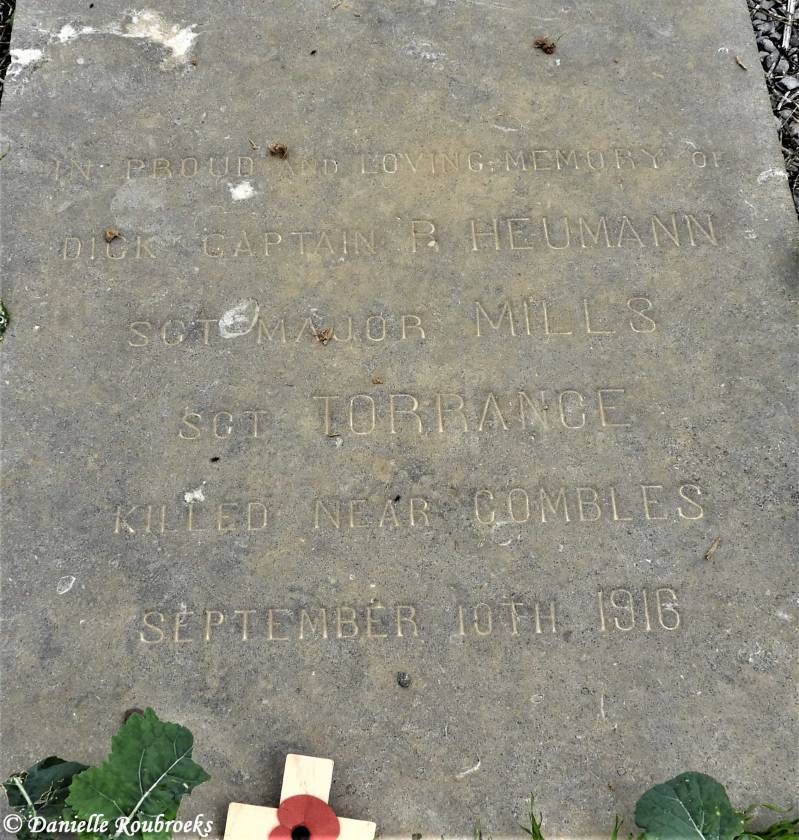 IN PROUD AND LOVING MEMORY OF
DICK CAPTAIN R HEUMANN
SGT MAJOR MILLS
SGT TORRANCE
KILLED NEAR COMBLES
SEPTEMBER 10TH 1916
© Danielle Roubroeks